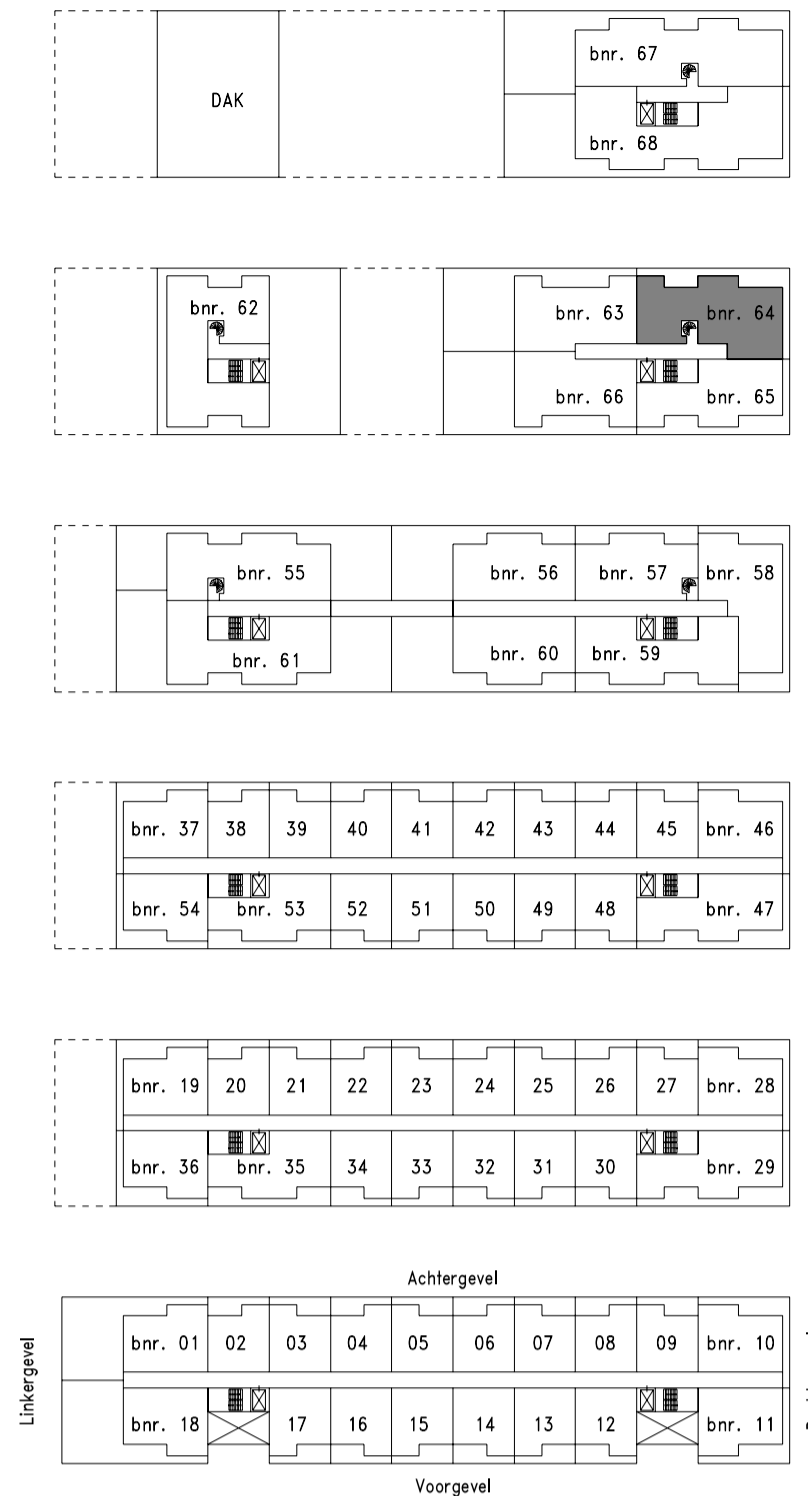 bnr. 67
DAK
bnr. 68
bnr. 62
bnr. 63
bnr. 64
bnr. 66
bnr. 65
bnr. 55
bnr. 56
bnr. 57
bnr. 58
bnr. 61
bnr. 60
bnr. 59
bnr. 37 38 39 40 41 42 43 44 45 bnr. 46
bnr. 54 bnr. 53 52 51 50 49 48 bnr. 47
bnr. 19 20 21 22 23 24 25 26 27 bnr. 28
bnr. 36 bnr. 35 34 33 32 31 30 bnr. 29
Achtergevel
Linkergevel
bnr. 01 02 03 04 05 06 07 08 09 bnr. 10
bnr. 18 17 16 15 14 13 12 bnr. 11
Voorgevel